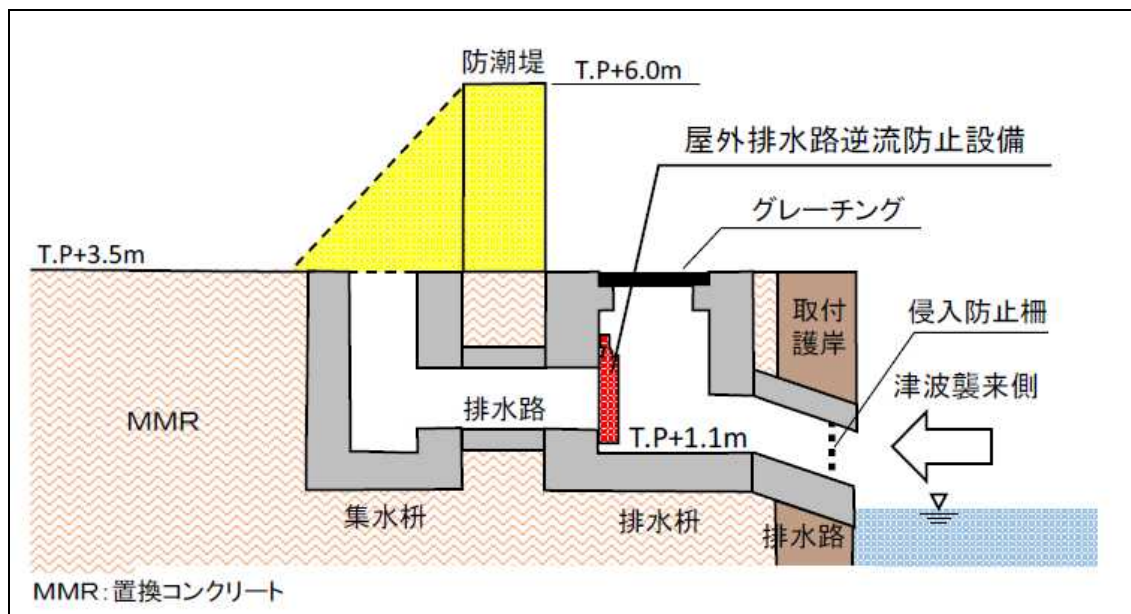 防潮堤
T.P+6.0m
屋外排水路逆流防止設備
グレーチング
T.P+3.5m
取付
護岸
侵入防止柵
津波襲来側
排水路
MMR
T.P+1.1m
集水枡
排水枡
排水路
MMR:置換コンクリート